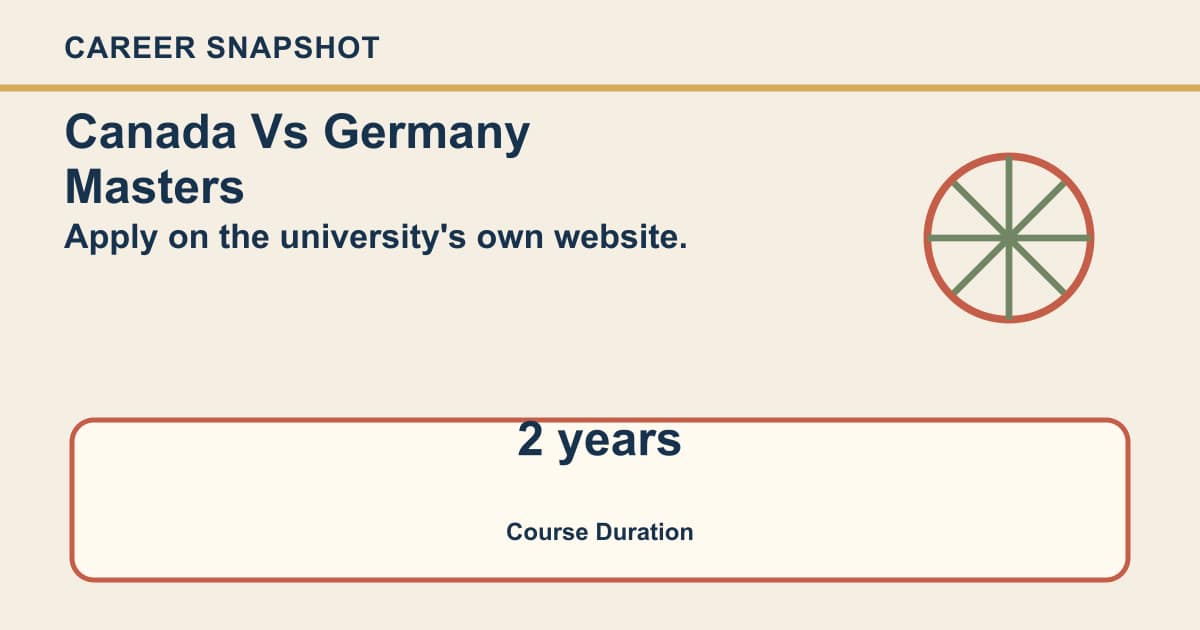 CAREER SNAPSHOT
Canada Vs Germany
Masters
Apply on the university's own website.
2 years
Course Duration